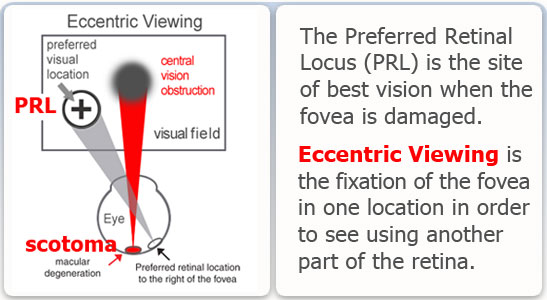 Eccentric Viewing
preferred
visual
location
central
vision
obstruction
PRL
visual field
Eye
scotoma
macular
degeneration
Preferred retinal location
to the right of the fovea
The Preferred Retinal
Locus (PRL) is the site
of best vision when the
fovea is damaged.
Eccentric Viewing is
the fixation of the fovea
in one location in order
to see using another
part of the retina.